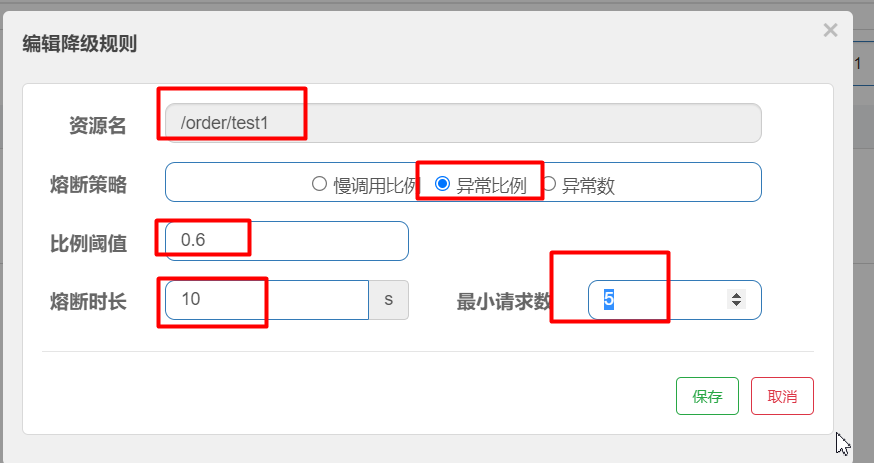 编辑降级规则
×
1
资源名 /order/test1
熔断策略 慢调用比例 异常比例 异常数
比例阈值 0.6
熔断时长 10 s 最小请求数 5
保存 取消